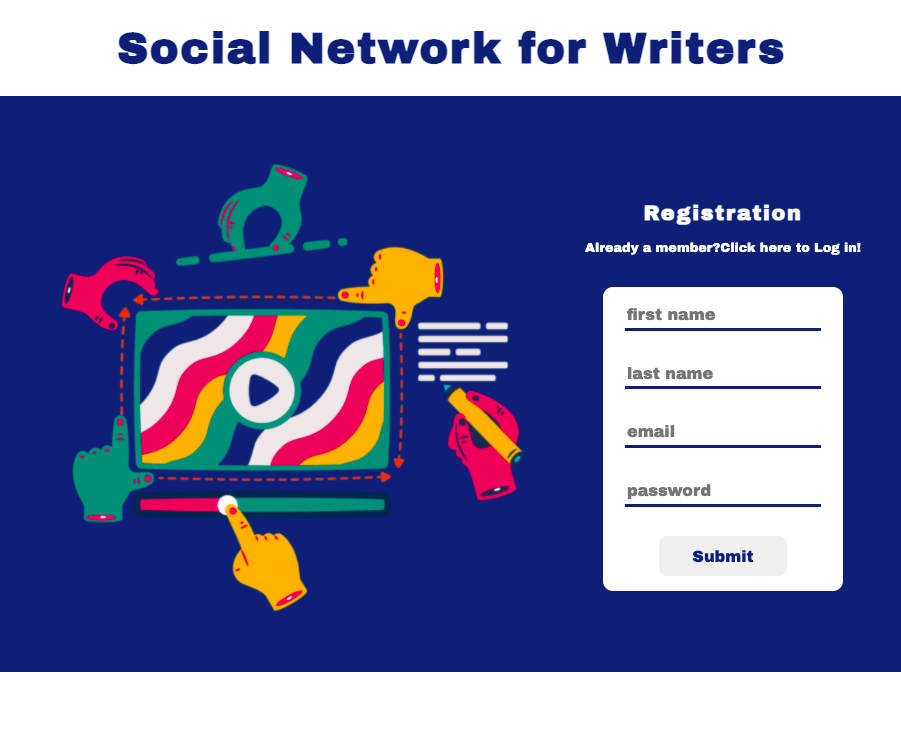 Social Network for Writers
Registration
Already a member?Click here to Log in!
first name
last name
email
password
Submit